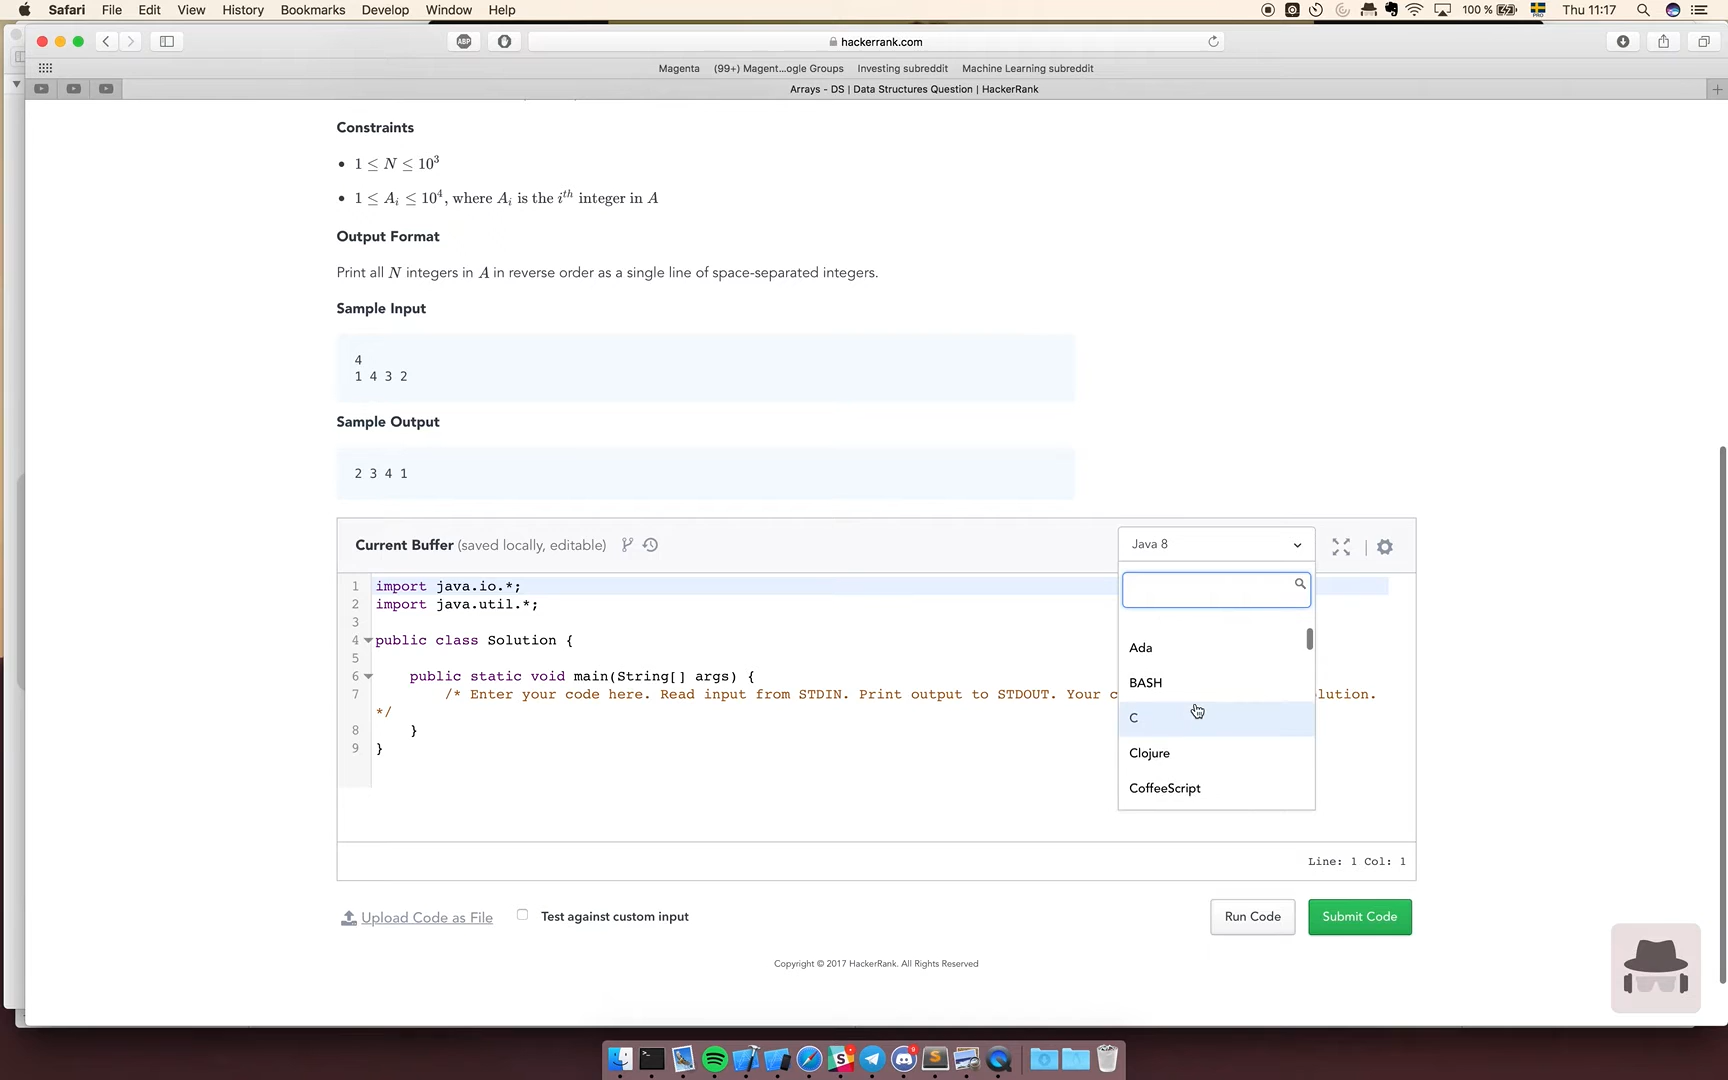 Safari File Edit View History Bookmarks Develop Window Help 100 % Thu 11:17
ABP hackerrank.com
Magenta (99+) Magent...ogle Groups Investing subreddit Machine Learning subreddit
Arrays - DS | Data Structures Question | HackerRank
Constraints
• 1 ≤ N ≤ 10³
• 1 ≤ Aᵢ ≤ 10⁴, where Aᵢ is the iᵗʰ integer in A
Output Format
Print all N integers in A in reverse order as a single line of space-separated integers.
Sample Input
4
1 4 3 2
Sample Output
2 3 4 1
Current Buffer (saved locally, editable)
Java 8
1 import java.io.*;
2 import java.util.*;
3
4 public class Solution {
5
6 public static void main(String[] args) {
7 /* Enter your code here. Read input from STDIN. Print output to STDOUT. Your c lution.
*/
8 }
9 }
Ada
BASH
C
Clojure
CoffeeScript
Line: 1 Col: 1
Upload Code as File Test against custom input Run Code Submit Code
Copyright © 2017 HackerRank. All Rights Reserved